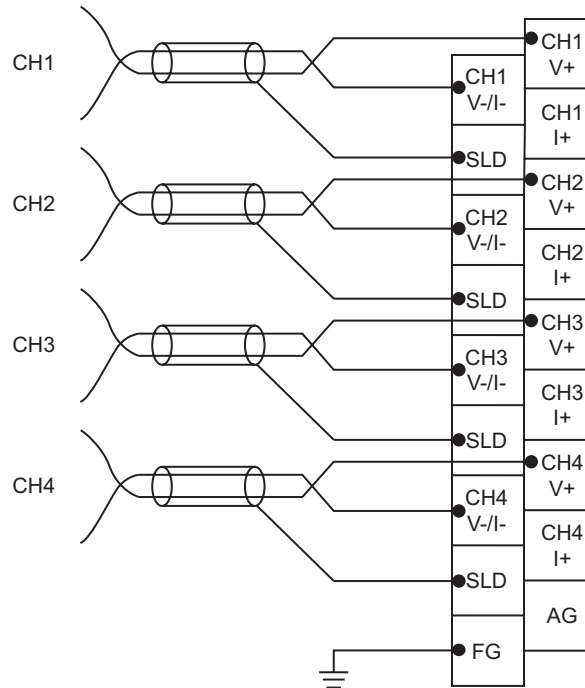 CH1
CH1
V+
CH1
V-/I-
CH1
I+
SLD
CH2
CH2
V+
CH2
V-/I-
CH2
I+
SLD
CH3
CH3
V+
CH3
V-/I-
CH3
I+
SLD
CH4
CH4
V+
CH4
V-/I-
CH4
I+
SLD
AG
FG